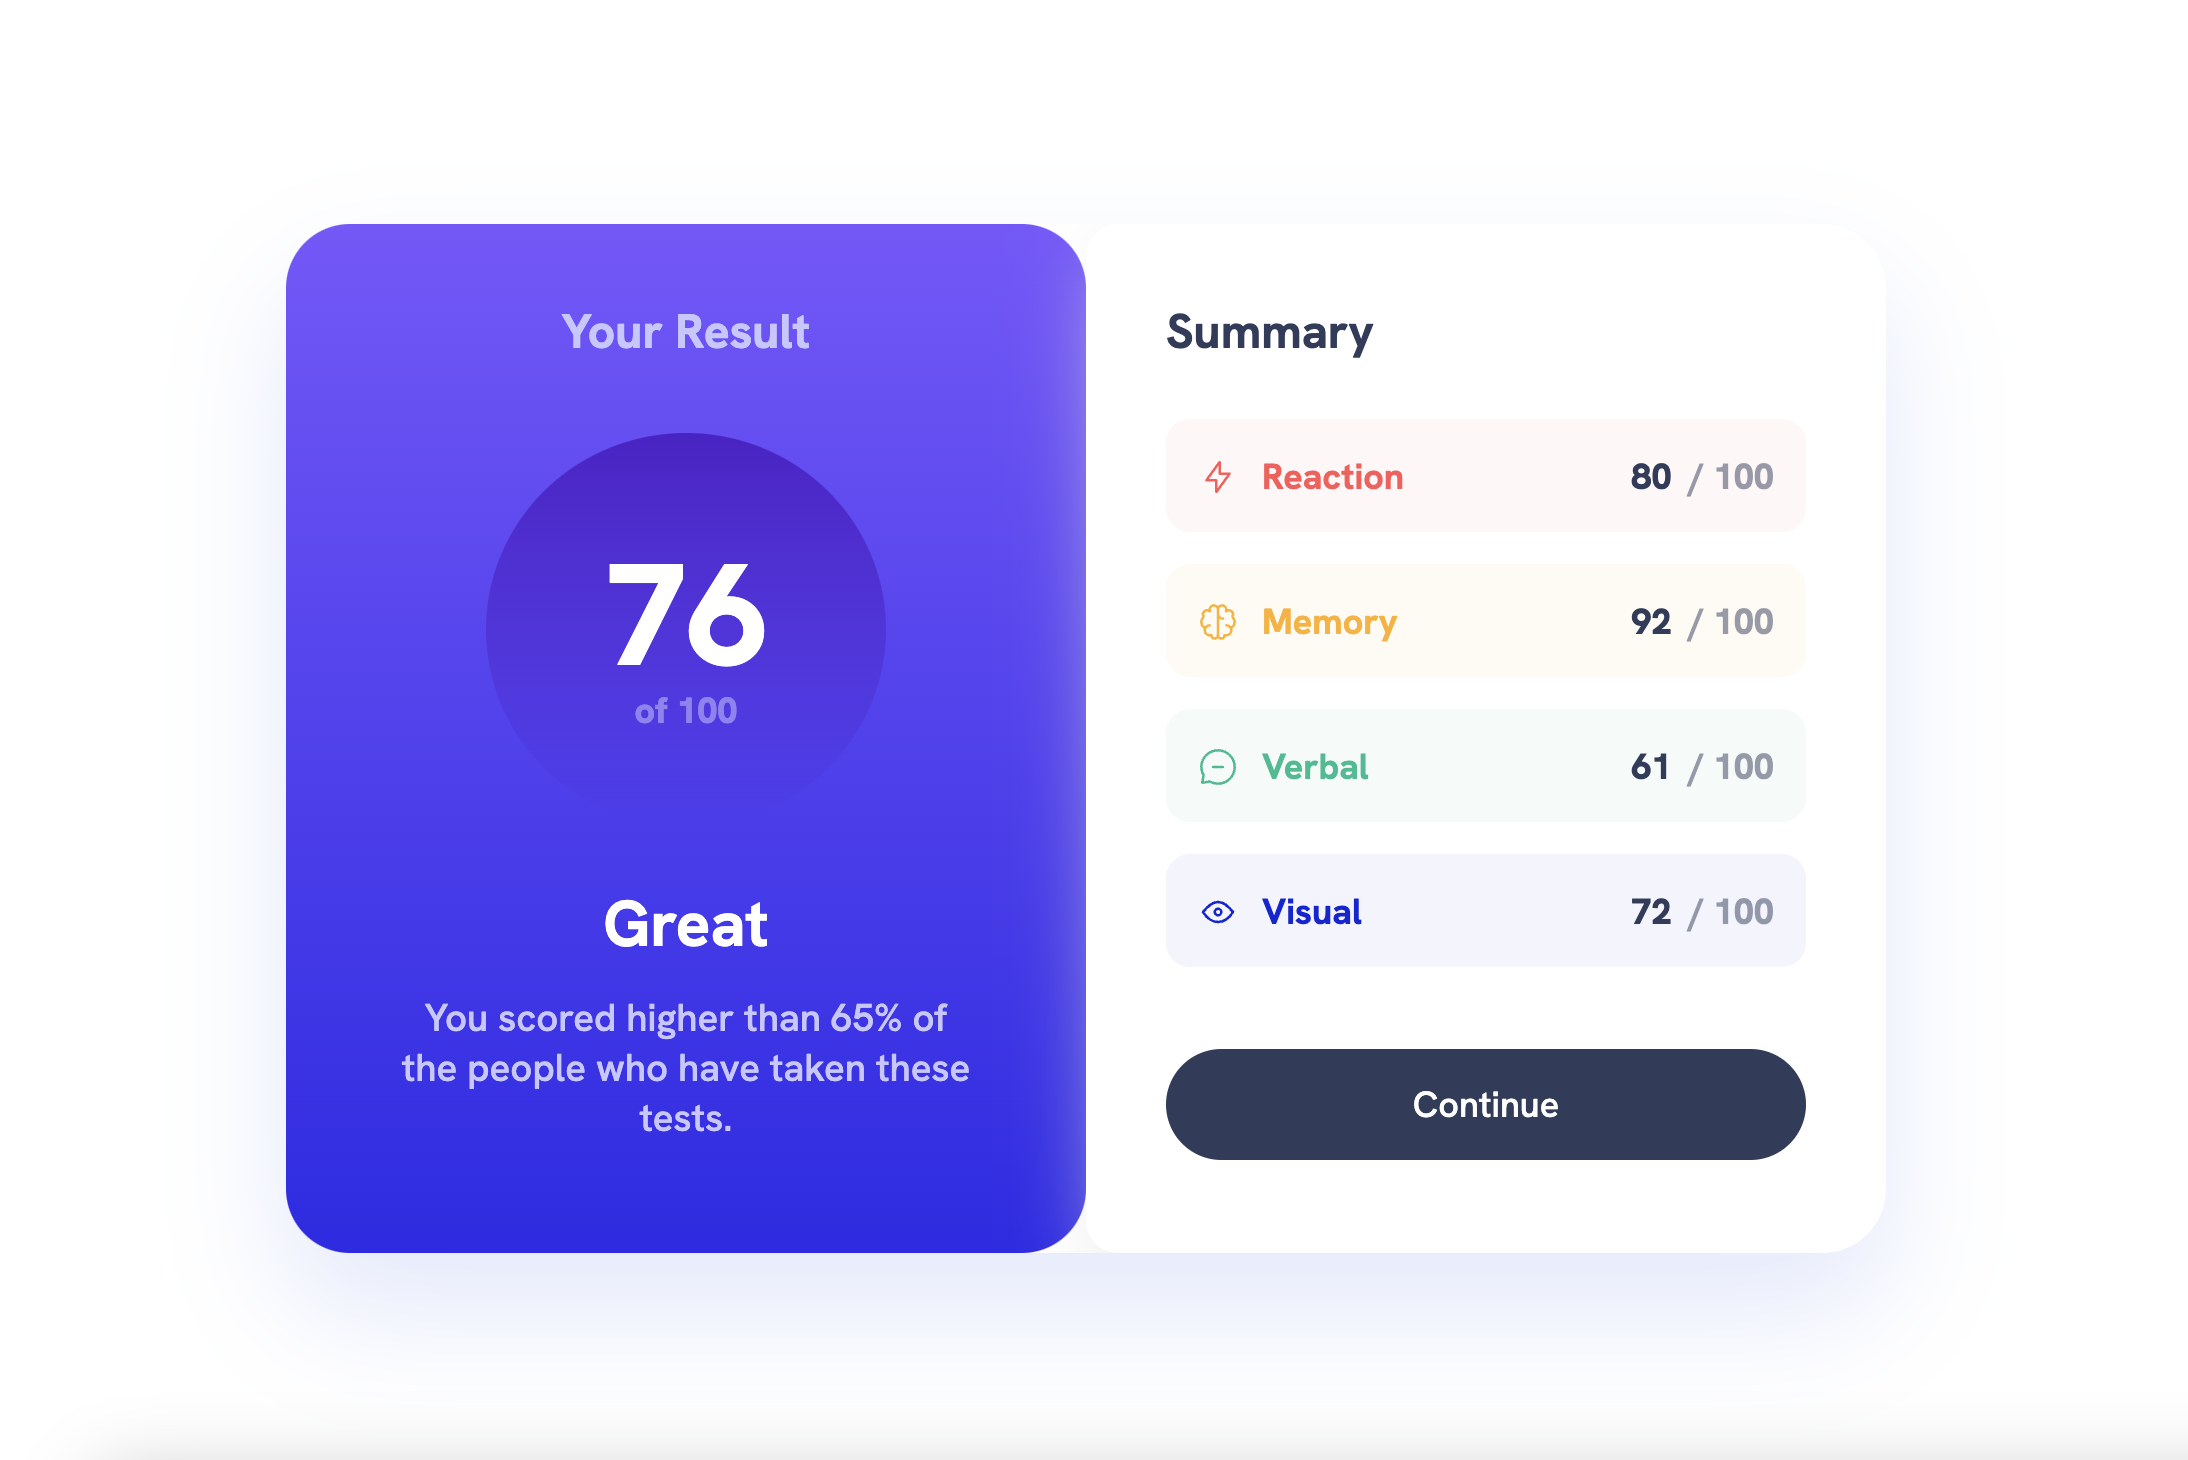 Your Result
76
of 100
Great
You scored higher than 65% of
the people who have taken these
tests.
Summary
Reaction 80 / 100
Memory 92 / 100
Verbal 61 / 100
Visual 72 / 100
Continue